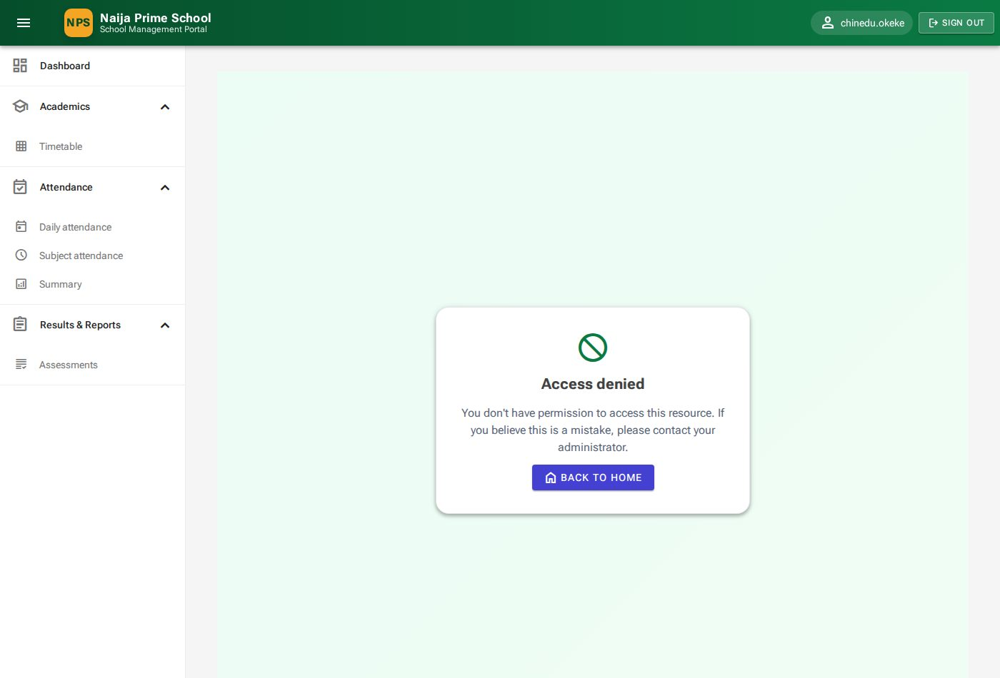 NPS
Naija Prime School
School Management Portal
chinedu.okeke
SIGN OUT
Dashboard
Academics
Timetable
Attendance
Daily attendance
Subject attendance
Summary
Results & Reports
Assessments
Access denied
You don't have permission to access this resource. If
you believe this is a mistake, please contact your
administrator.
BACK TO HOME